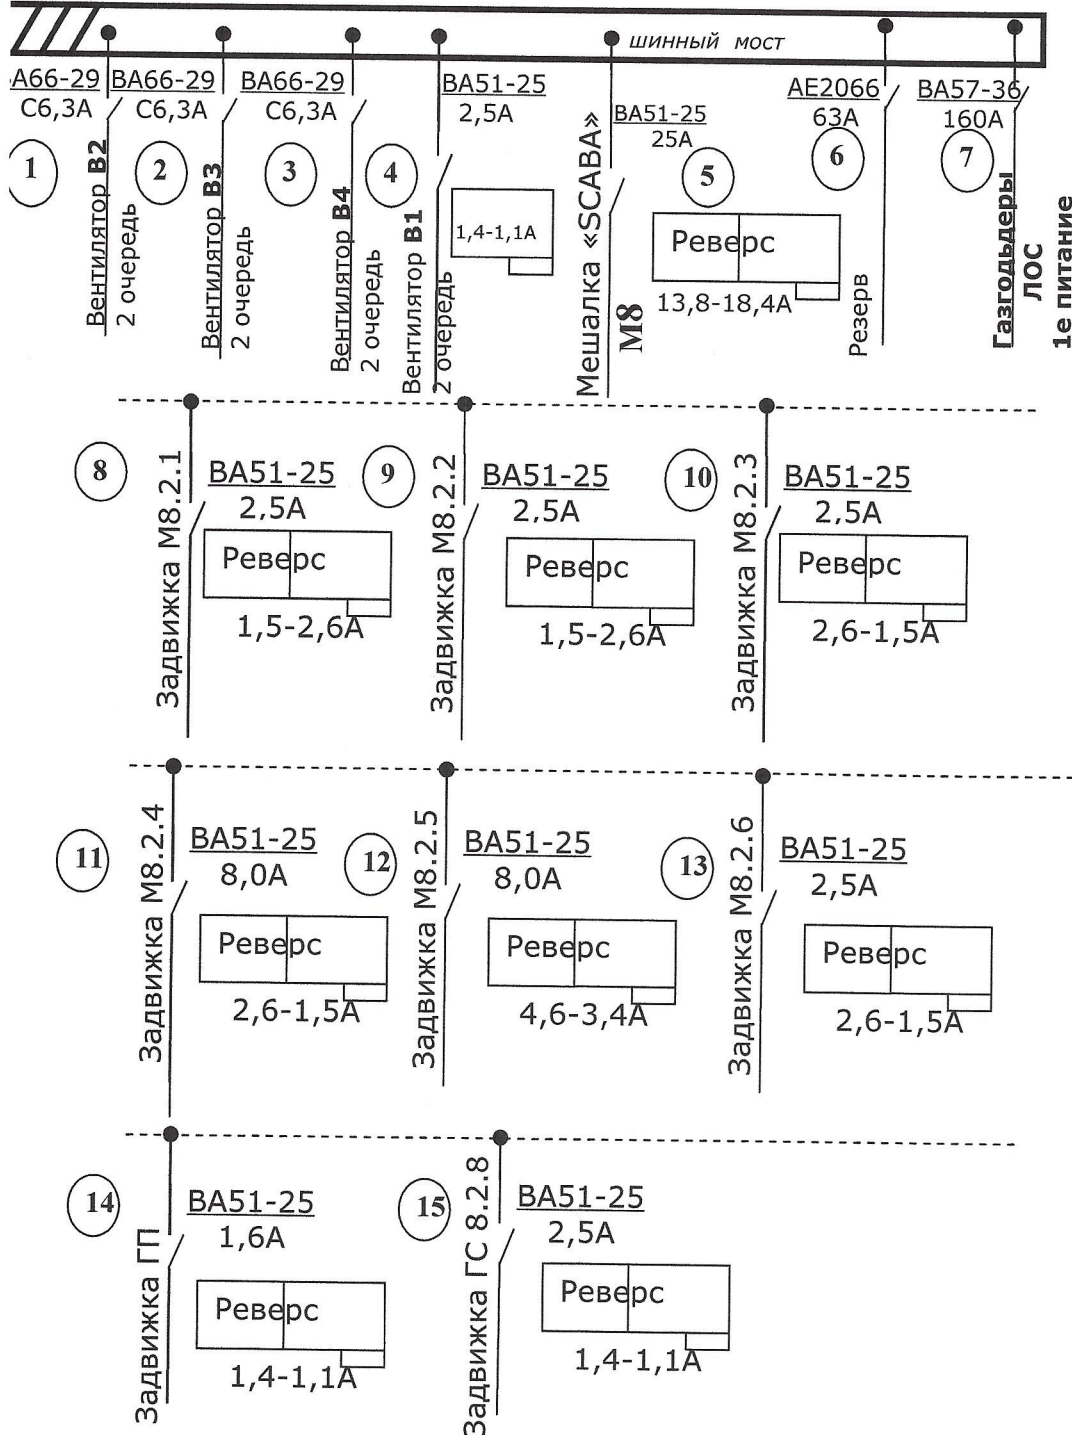 шинный мост
ВА66-29
С6,3А
1
Вентилятор В2
2 очередь
ВА66-29
С6,3А
2
Вентилятор В3
2 очередь
ВА66-29
С6,3А
3
Вентилятор В4
2 очередь
ВА51-25
2,5А
4
Вентилятор В1
2 очередь
1,4-1,1А
ВА51-25
25А
5
Мешалка «SCABA»
М8
Реверс
13,8-18,4А
АЕ2066
63А
6
Резерв
ВА57-36
160А
7
Газгольдеры
ЛОС
1е питание
8
Задвижка М8.2.1
ВА51-25
2,5А
Реверс
1,5-2,6А
9
Задвижка М8.2.2
ВА51-25
2,5А
Реверс
1,5-2,6А
10
Задвижка М8.2.3
ВА51-25
2,5А
Реверс
2,6-1,5А
11
Задвижка М8.2.4
ВА51-25
8,0А
Реверс
2,6-1,5А
12
Задвижка М8.2.5
ВА51-25
8,0А
Реверс
4,6-3,4А
13
Задвижка М8.2.6
ВА51-25
2,5А
Реверс
2,6-1,5А
14
Задвижка ГП
ВА51-25
1,6А
Реверс
1,4-1,1А
15
Задвижка ГС 8.2.8
ВА51-25
2,5А
Реверс
1,4-1,1А